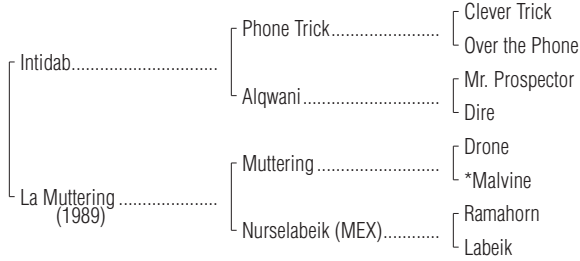 Clever Trick
Phone Trick
Over the Phone
Intidab
Mr. Prospector
Alqwani
Dire
Drone
Muttering
*Malvine
La Muttering
(1989)
Ramahorn
Nurselabeik (MEX)
Labeik